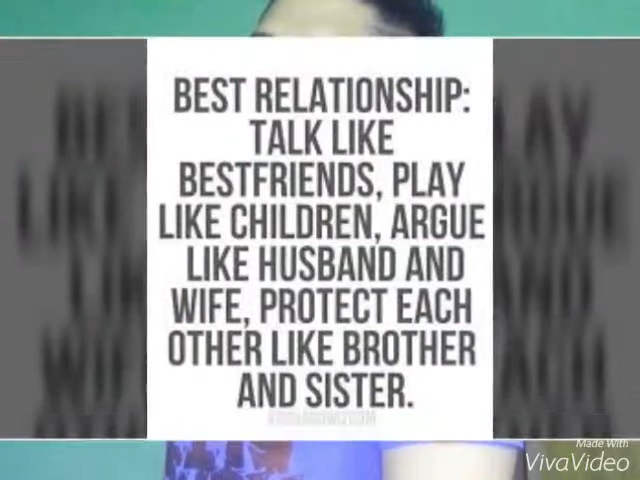 BEST RELATIONSHIP:
TALK LIKE
BESTFRIENDS, PLAY
LIKE CHILDREN, ARGUE
LIKE HUSBAND AND
WIFE, PROTECT EACH
OTHER LIKE BROTHER
AND SISTER.
Made With
VivaVideo